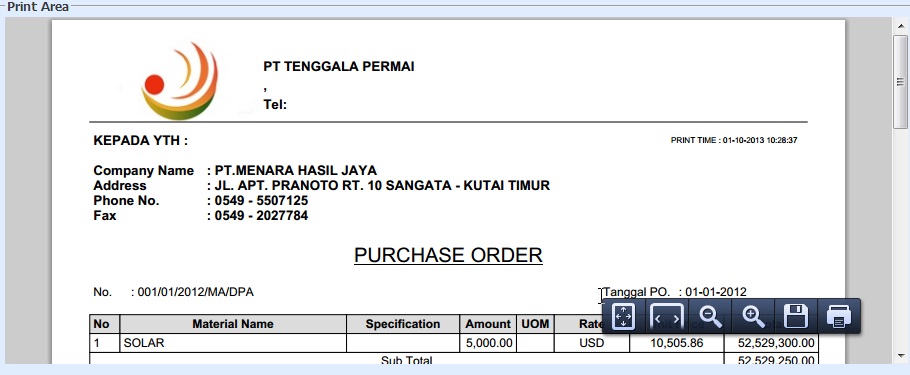 Print Area
PT TENGGALA PERMAI
,
Tel:
KEPADA YTH :
PRINT TIME : 01-10-2013 10:28:37
Company Name : PT.MENARA HASIL JAYA
Address : JL. APT. PRANOTO RT. 10 SANGATA - KUTAI TIMUR
Phone No. : 0549 - 5507125
Fax : 0549 - 2027784
PURCHASE ORDER
No. : 001/01/2012/MA/DPA Tanggal PO. : 01-01-2012
No Material Name Specification Amount UOM Rate
1 SOLAR 5,000.00 USD 10,505.86 52,529,300.00
Sub Total 52,529,250.00